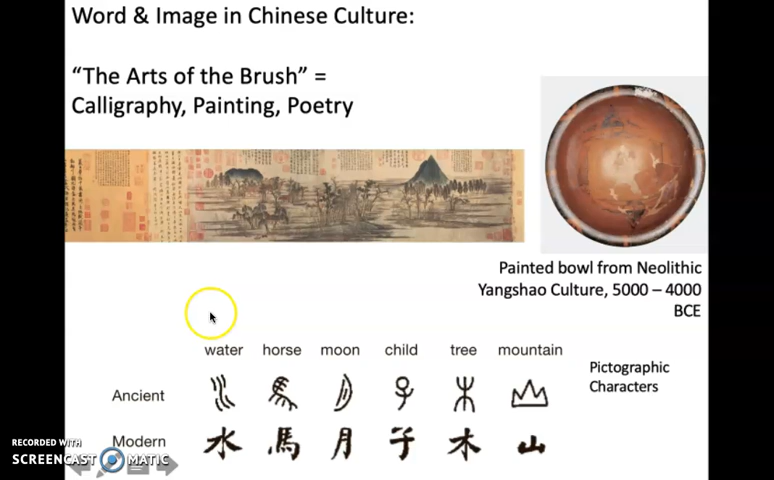 Word & Image in Chinese Culture:
“The Arts of the Brush” =
Calligraphy, Painting, Poetry
Painted bowl from Neolithic
Yangshao Culture, 5000 – 4000
BCE
water horse moon child tree mountain
Pictographic
Characters
Ancient
Modern 水 馬 月 子 木 山
RECORDED WITH
SCREENCAST MATIC